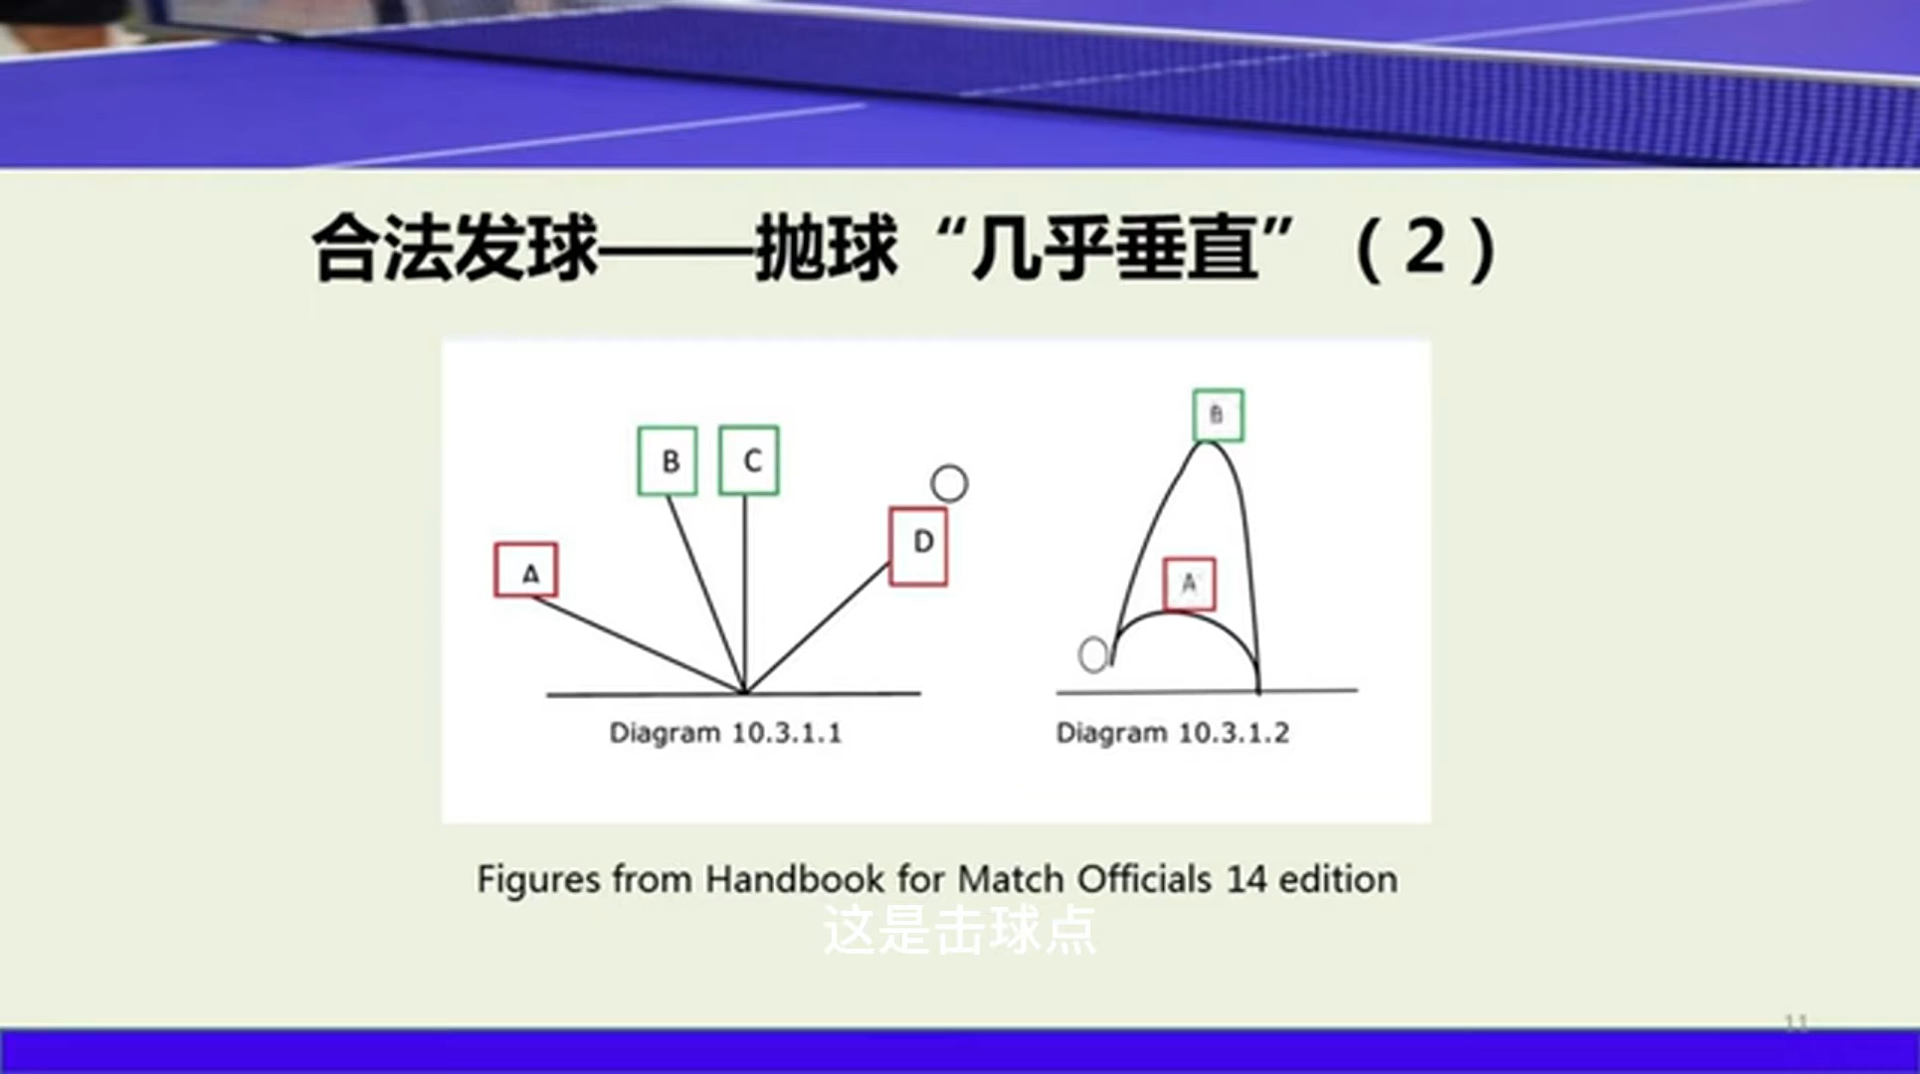 合法发球——抛球“几乎垂直”（2）
B
C
D
A
Diagram 10.3.1.1
B
A
Diagram 10.3.1.2
Figures from Handbook for Match Officials 14 edition
这是击球点
11